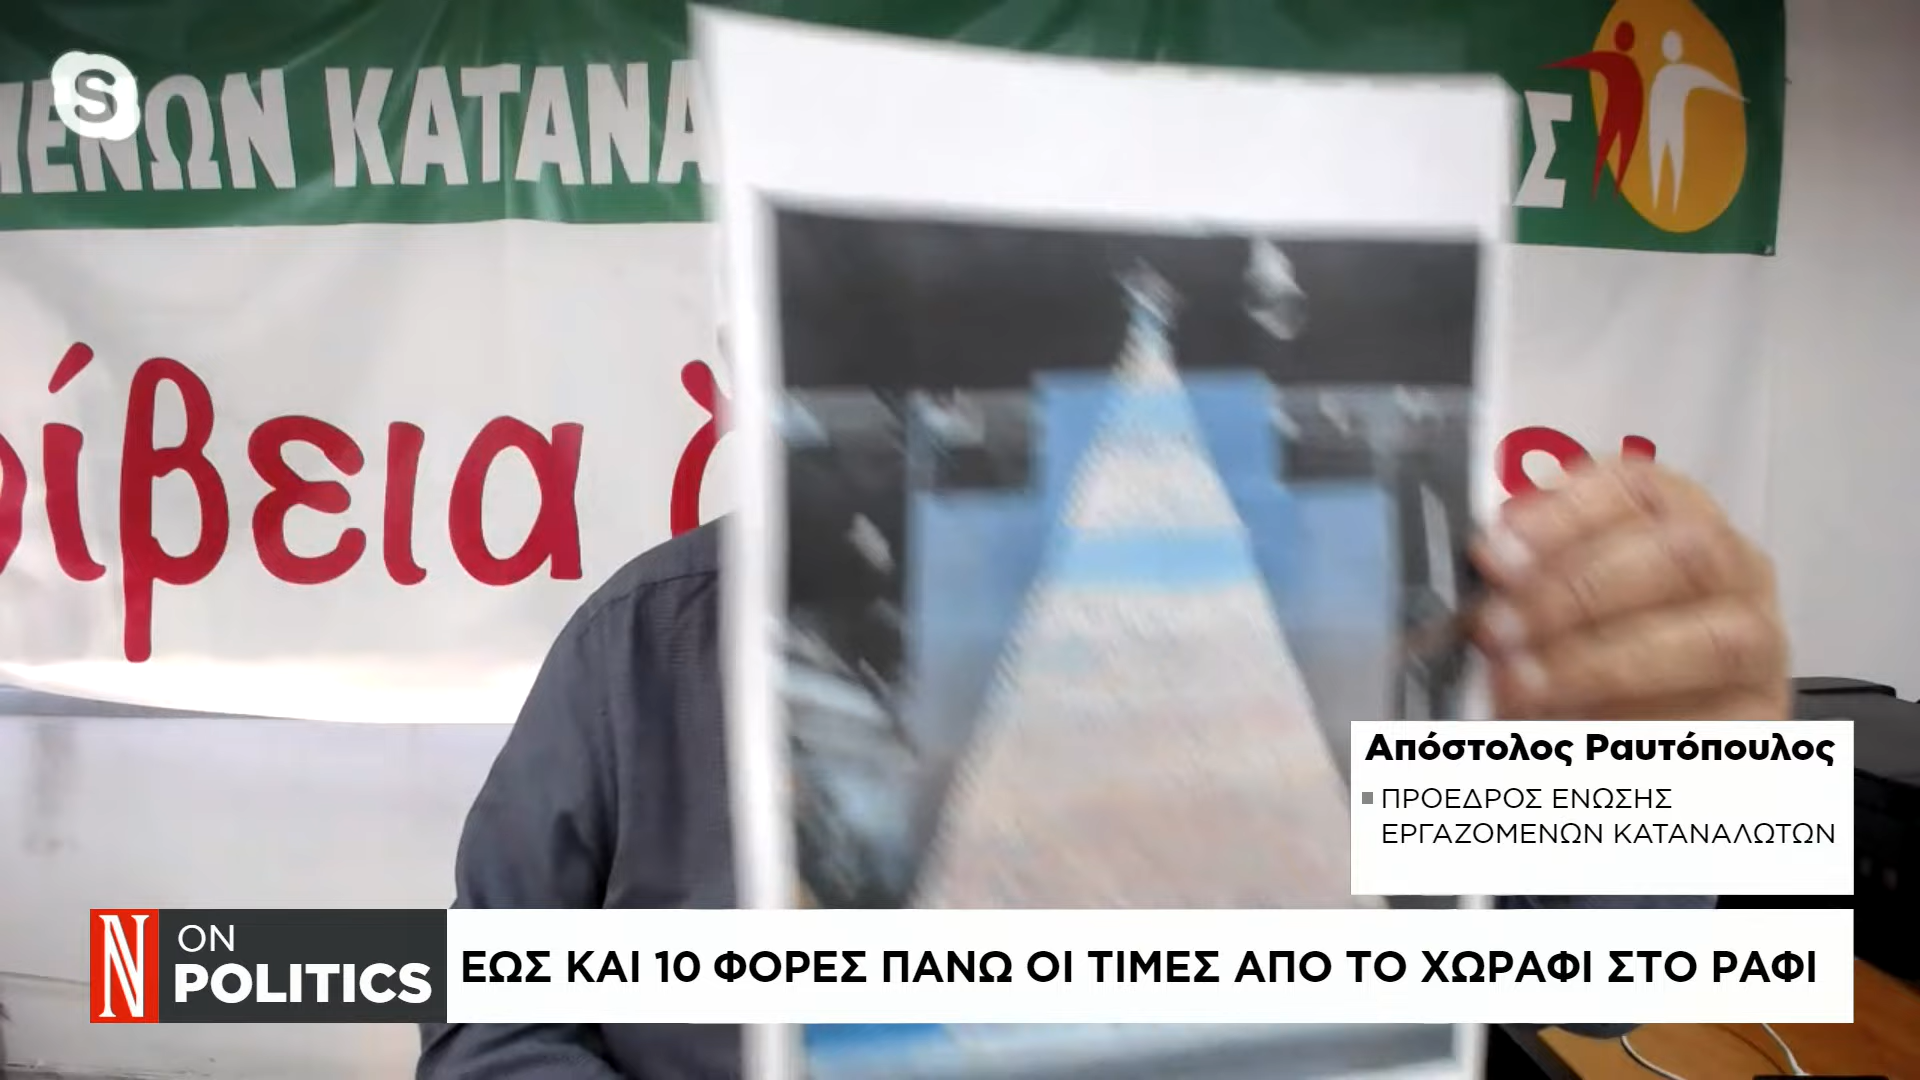 ΜΕΝΩΝ ΚΑΤΑΝΑ Σ
ίβεια
Απόστολος Ραυτόπουλος
ΠΡΟΕΔΡΟΣ ΕΝΩΣΗΣ
ΕΡΓΑΖΟΜΕΝΩΝ ΚΑΤΑΝΑΛΩΤΩΝ
N ON POLITICS
ΕΩΣ ΚΑΙ 10 ΦΟΡΕΣ ΠΑΝΩ ΟΙ ΤΙΜΕΣ ΑΠΟ ΤΟ ΧΩΡΑΦΙ ΣΤΟ ΡΑΦΙ